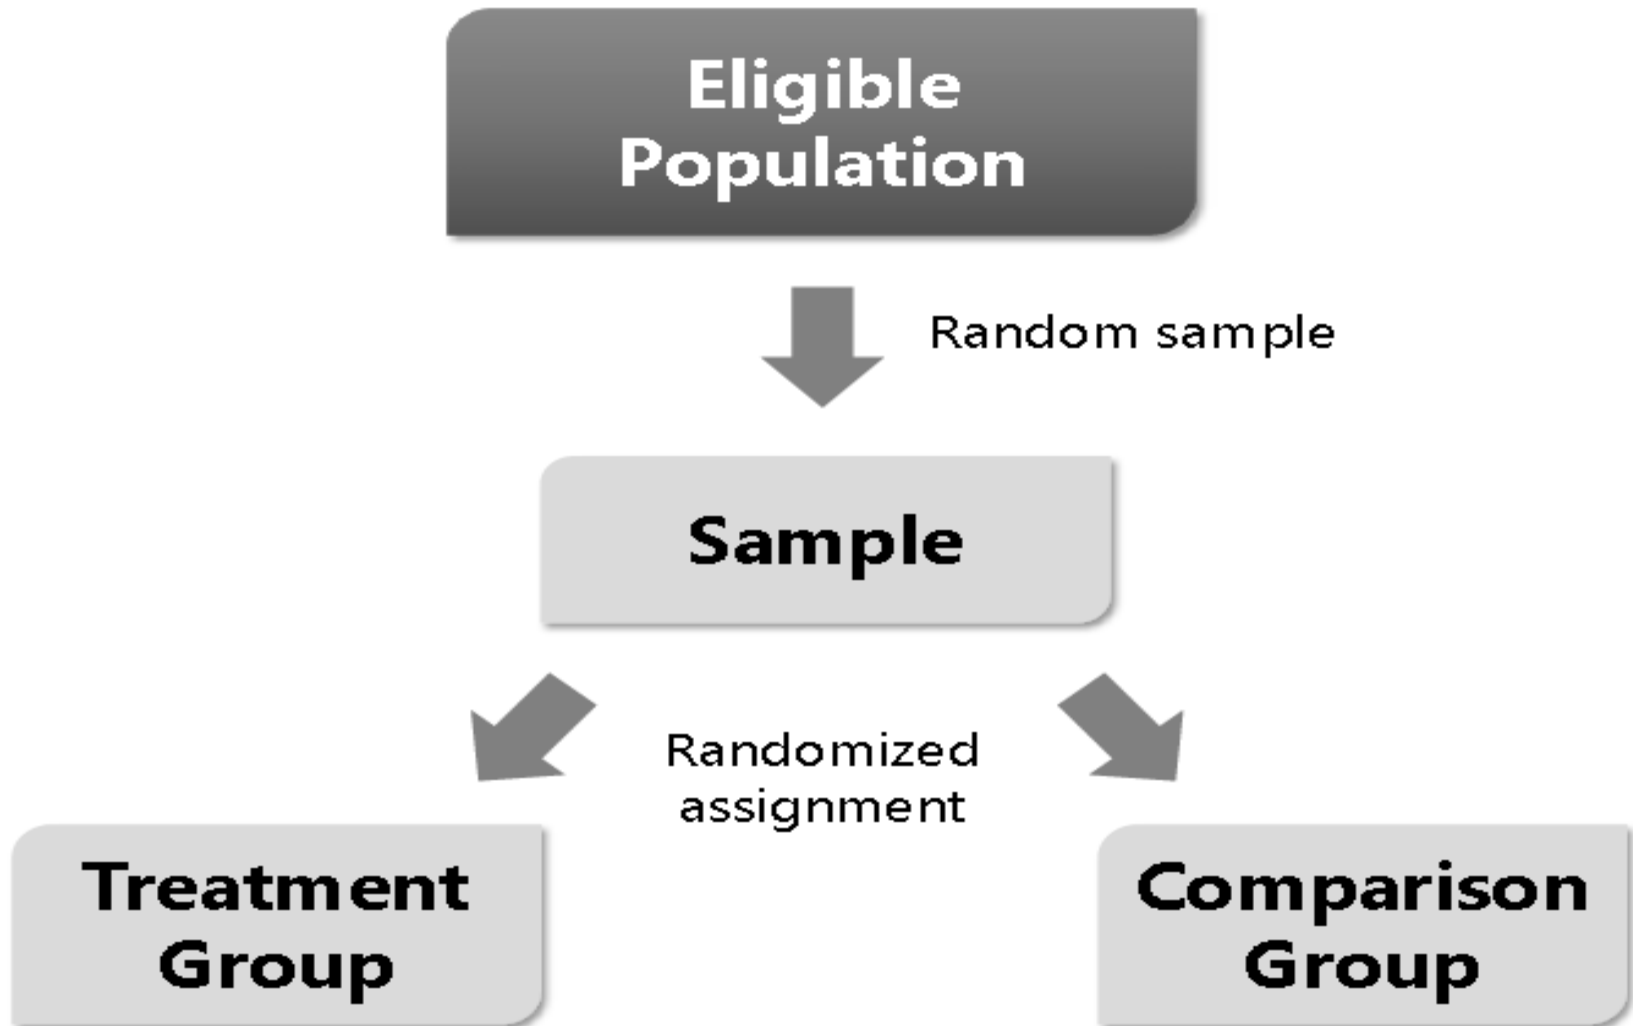 Eligible
Population
Random sample
Sample
Randomized
assignment
Treatment
Group
Comparison
Group